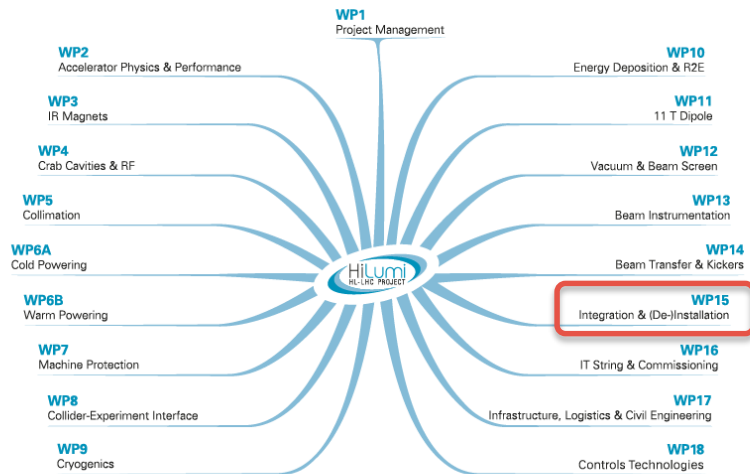 WP1
Project Management
WP2
Accelerator Physics & Performance
WP3
IR Magnets
WP4
Crab Cavities & RF
WP5
Collimation
WP6A
Cold Powering
WP6B
Warm Powering
WP7
Machine Protection
WP8
Collider-Experiment Interface
WP9
Cryogenics
HiLumi
HL-LHC PROJECT
WP10
Energy Deposition & R2E
WP11
11 T Dipole
WP12
Vacuum & Beam Screen
WP13
Beam Instrumentation
WP14
Beam Transfer & Kickers
WP15
Integration & (De-)Installation
WP16
IT String & Commissioning
WP17
Infrastructure, Logistics & Civil Engineering
WP18
Controls Technologies